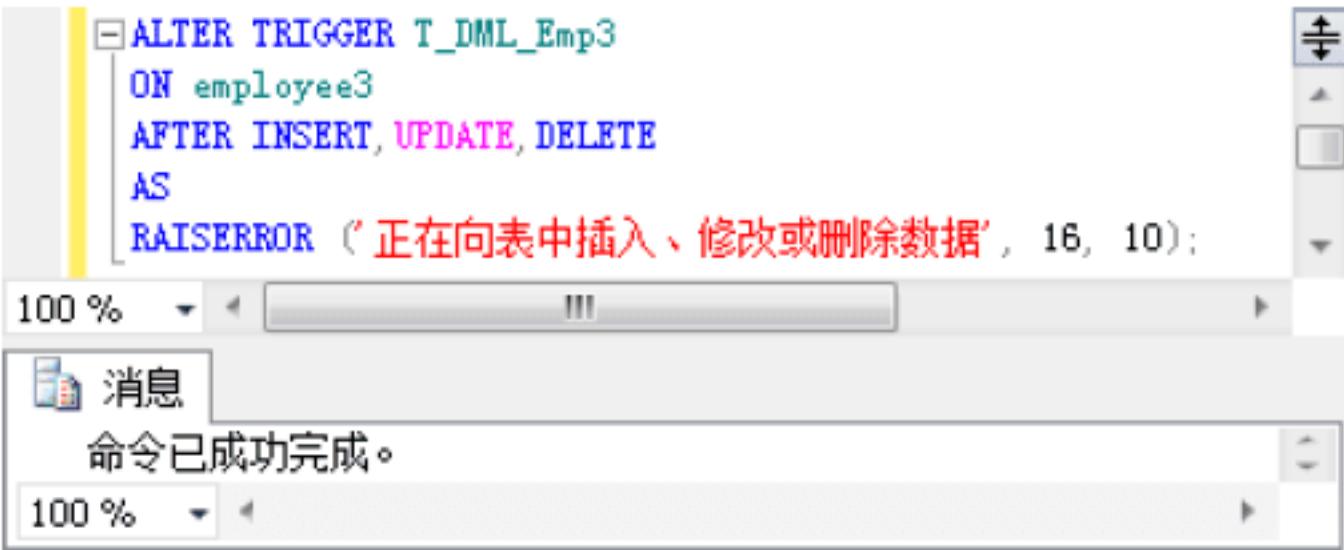 ALTER TRIGGER T_DML_Emp3
ON employee3
AFTER INSERT,UPDATE,DELETE
AS
RAISERROR ('正在向表中插入、修改或删除数据', 16, 10);
100 %
消息
命令已成功完成。
100 %